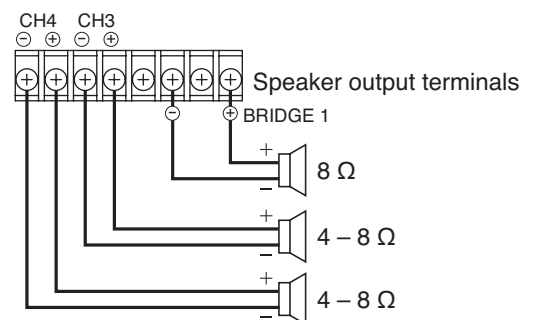 CH4 CH3
⊖ ⊕ ⊖ ⊕
Speaker output terminals
⊖ ⊕ BRIDGE 1
+
–
8 Ω
+
–
4 – 8 Ω
+
–
4 – 8 Ω